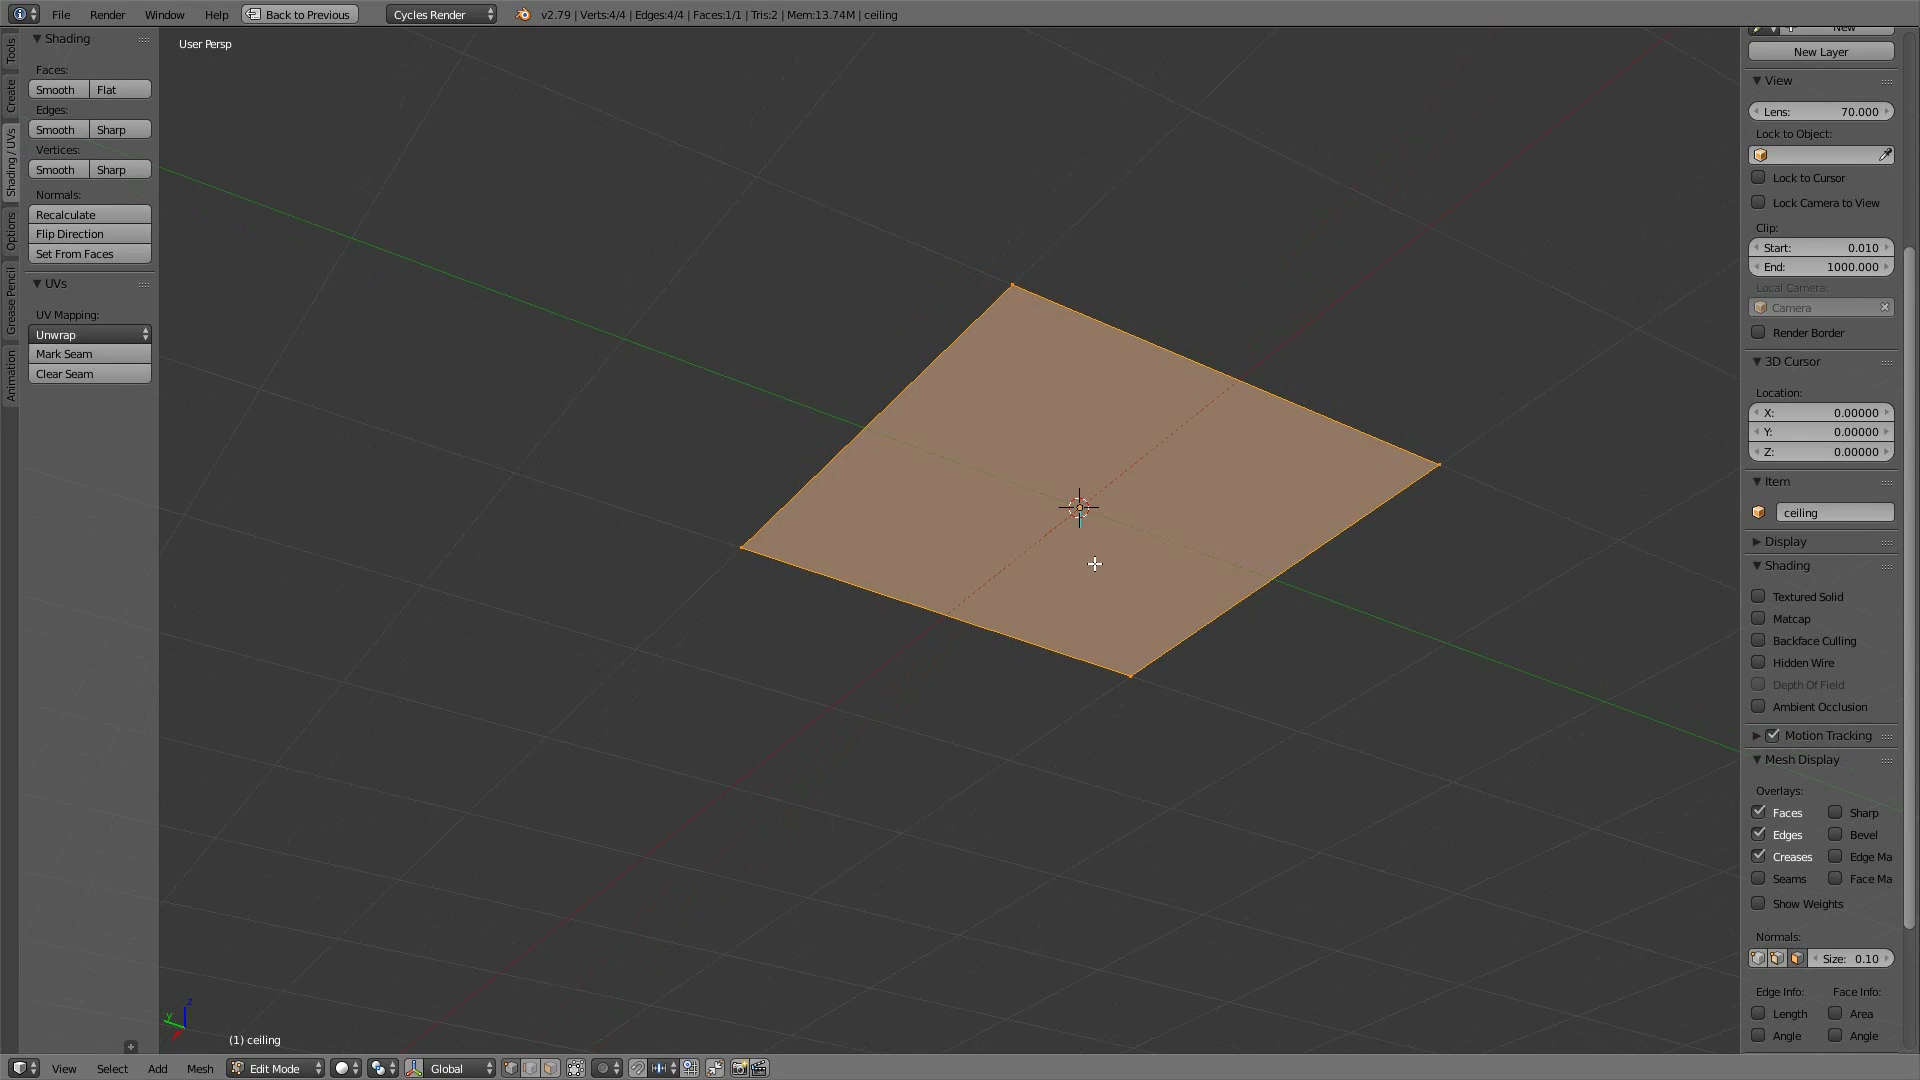 File Render Window Help Back to Previous Cycles Render v2.79 | Verts:4/4 | Edges:4/4 | Faces:1/1 | Tris:2 | Mem:13.74M | ceiling
Tools
Create
Shading / UVs
Options
Grease Pencil
Animation
Shading
Faces:
Smooth Flat
Edges:
Smooth Sharp
Vertices:
Smooth Sharp
Normals:
Recalculate
Flip Direction
Set From Faces
UVs
UV Mapping:
Unwrap
Mark Seam
Clear Seam
User Persp
z
y
(1) ceiling
New
New Layer
View
Lens: 70.000
Lock to Object:
Lock to Cursor
Lock Camera to View
Clip:
Start: 0.010
End: 1000.000
Local Camera:
Camera
Render Border
3D Cursor
Location:
X: 0.00000
Y: 0.00000
Z: 0.00000
Item
ceiling
Display
Shading
Textured Solid
Matcap
Backface Culling
Hidden Wire
Depth Of Field
Ambient Occlusion
Motion Tracking
Mesh Display
Overlays:
Faces Sharp
Edges Bevel
Creases Edge Ma
Seams Face Ma
Show Weights
Normals:
Size: 0.10
Edge Info: Face Info:
Length Area
Angle Angle
View Select Add Mesh Edit Mode Global